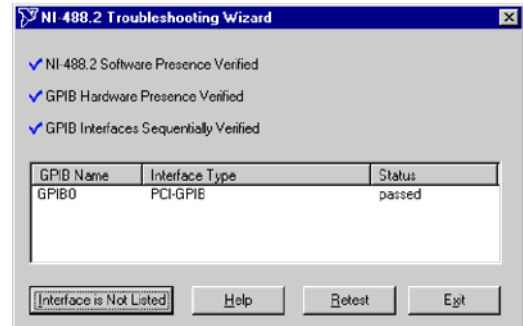 NI-488.2 Troubleshooting Wizard
NI-488.2 Software Presence Verified
GPIB Hardware Presence Verified
GPIB Interfaces Sequentially Verified
GPIB Name Interface Type Status
GPIB0 PCI-GPIB passed
Interface is Not Listed Help Retest Exit